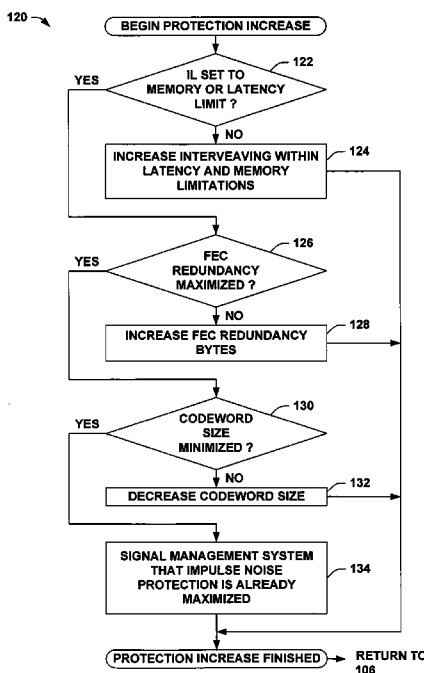 120
BEGIN PROTECTION INCREASE
122
YES
IL SET TO
MEMORY OR LATENCY
LIMIT ?
NO
124
INCREASE INTERVEAVING WITHIN
LATENCY AND MEMORY
LIMITATIONS
126
YES
FEC
REDUNDANCY
MAXIMIZED ?
NO
128
INCREASE FEC REDUNDANCY
BYTES
130
YES
CODEWORD
SIZE
MINIMIZED ?
NO
132
DECREASE CODEWORD SIZE
SIGNAL MANAGEMENT SYSTEM
THAT IMPULSE NOISE
PROTECTION IS ALREADY
MAXIMIZED
134
PROTECTION INCREASE FINISHED
RETURN TO
106